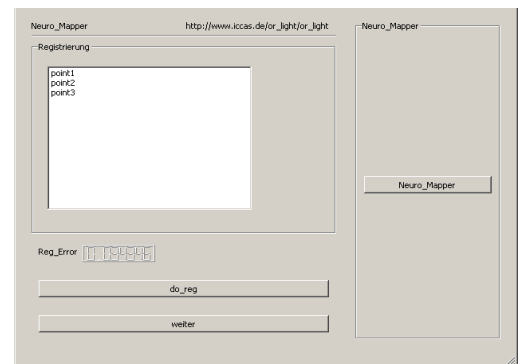 Neuro_Mapper http://www.iccas.de/or_light/or_light
Registrierung
point1
point2
point3
Reg_Error
do_reg
weiter
Neuro_Mapper
Neuro_Mapper